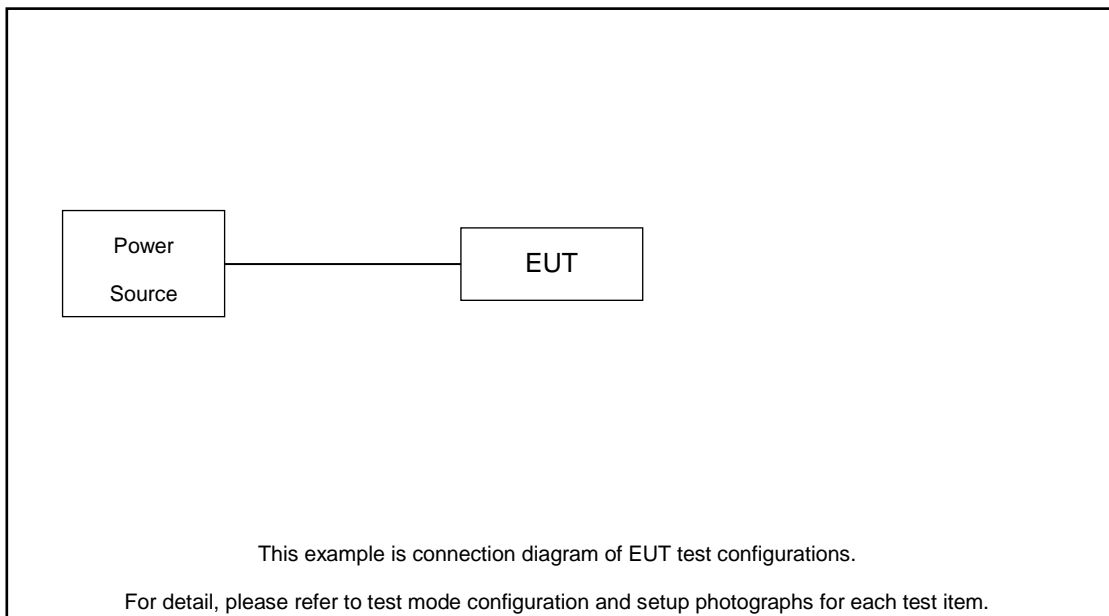 Power
Source
EUT
This example is connection diagram of EUT test configurations.
For detail, please refer to test mode configuration and setup photographs for each test item.